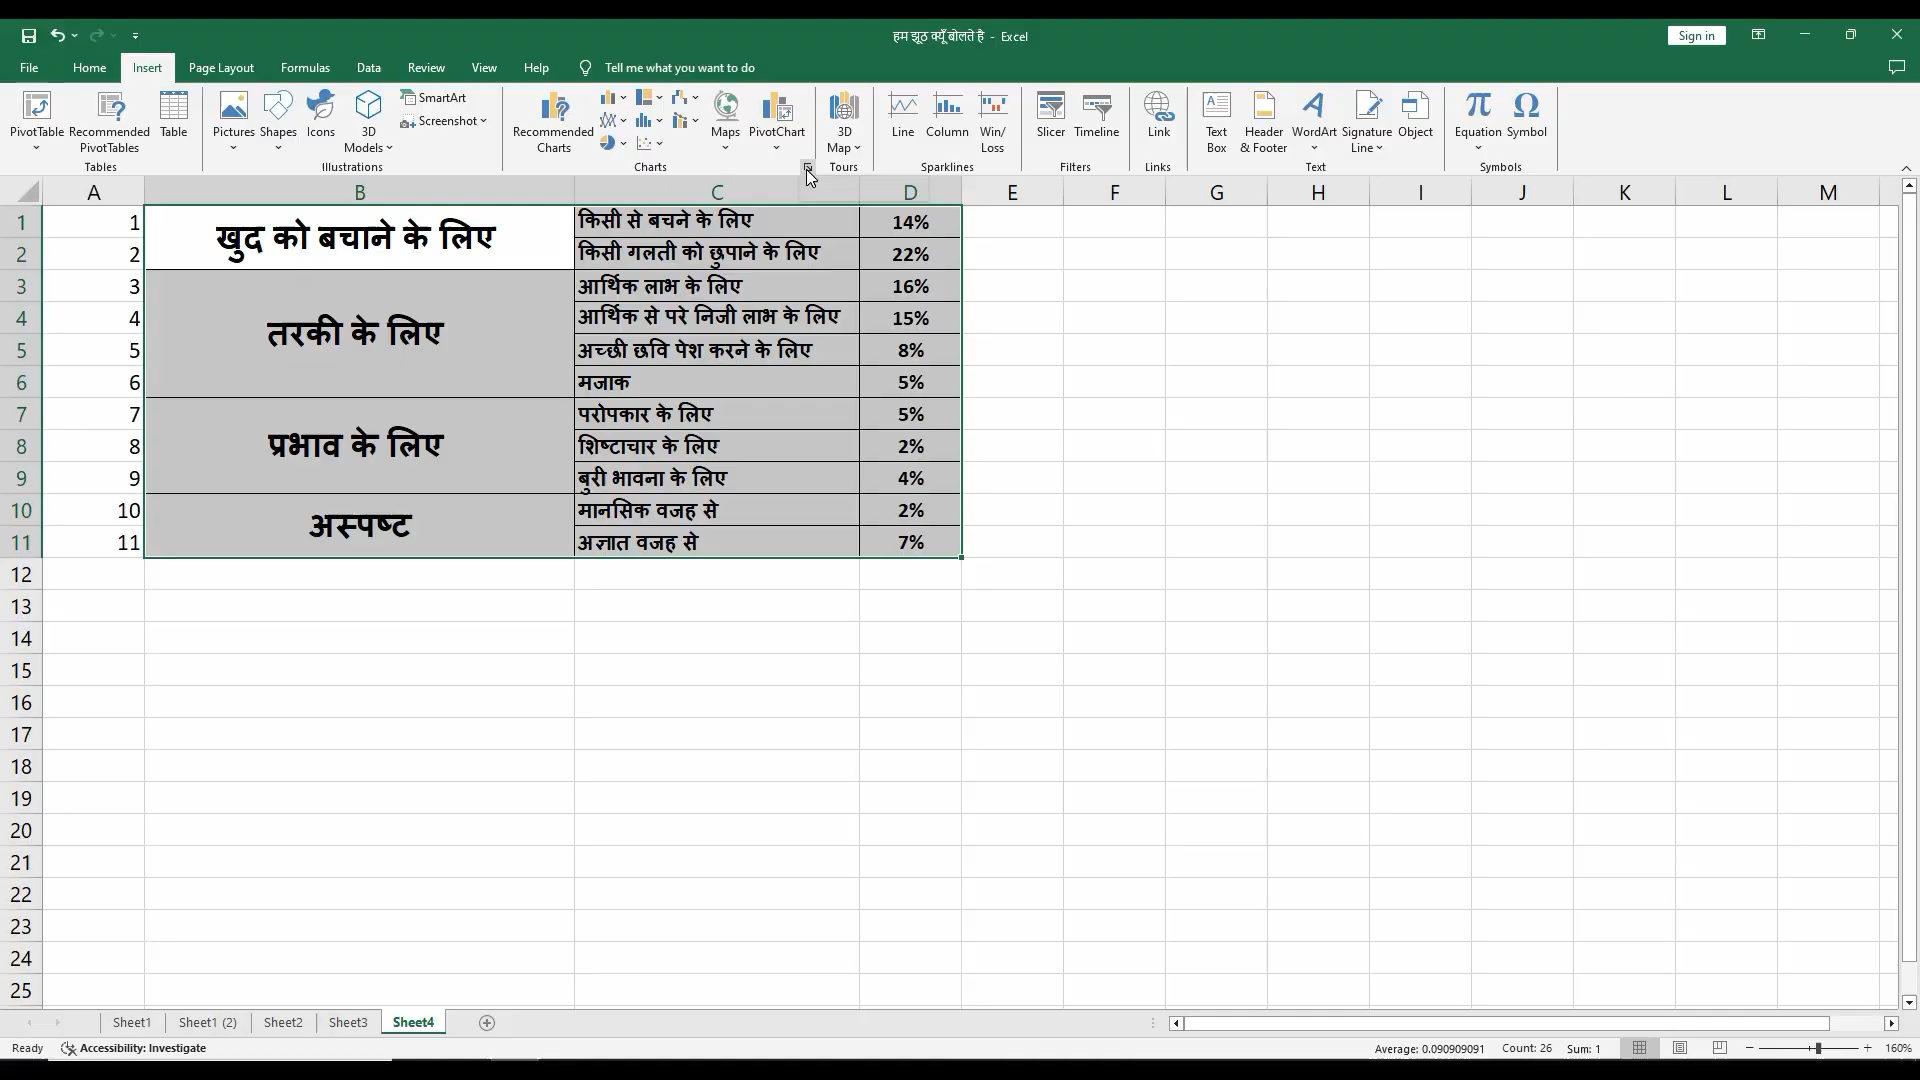 हम झूठ क्यूँ बोलते है - Excel
Sign in
File Home Insert Page Layout Formulas Data Review View Help Tell me what you want to do
PivotTable
Recommended PivotTables
Table
Tables
Pictures
Shapes
Icons
3D Models
SmartArt
Screenshot
Illustrations
Recommended Charts
Maps
PivotChart
Charts
3D Map
Tours
Line
Column
Win/Loss
Sparklines
Slicer
Timeline
Filters
Link
Links
Text Box
Header & Footer
WordArt
Signature Line
Object
Text
Equation
Symbol
Symbols
A B C D E F G H I J K L M
1 1 खुद को बचाने के लिए किसी से बचने के लिए 14%
2 2 किसी गलती को छुपाने के लिए 22%
3 3 तरकी के लिए आर्थिक लाभ के लिए 16%
4 4 आर्थिक से परे निजी लाभ के लिए 15%
5 5 अच्छी छवि पेश करने के लिए 8%
6 6 मजाक 5%
7 7 प्रभाव के लिए परोपकार के लिए 5%
8 8 शिष्टाचार के लिए 2%
9 9 बुरी भावना के लिए 4%
10 10 अस्पष्ट मानसिक वजह से 2%
11 11 अज्ञात वजह से 7%
12
13
14
15
16
17
18
19
20
21
22
23
24
25
Sheet1 Sheet1 (2) Sheet2 Sheet3 Sheet4
Ready Accessibility: Investigate Average: 0.090909091 Count: 26 Sum: 1 160%